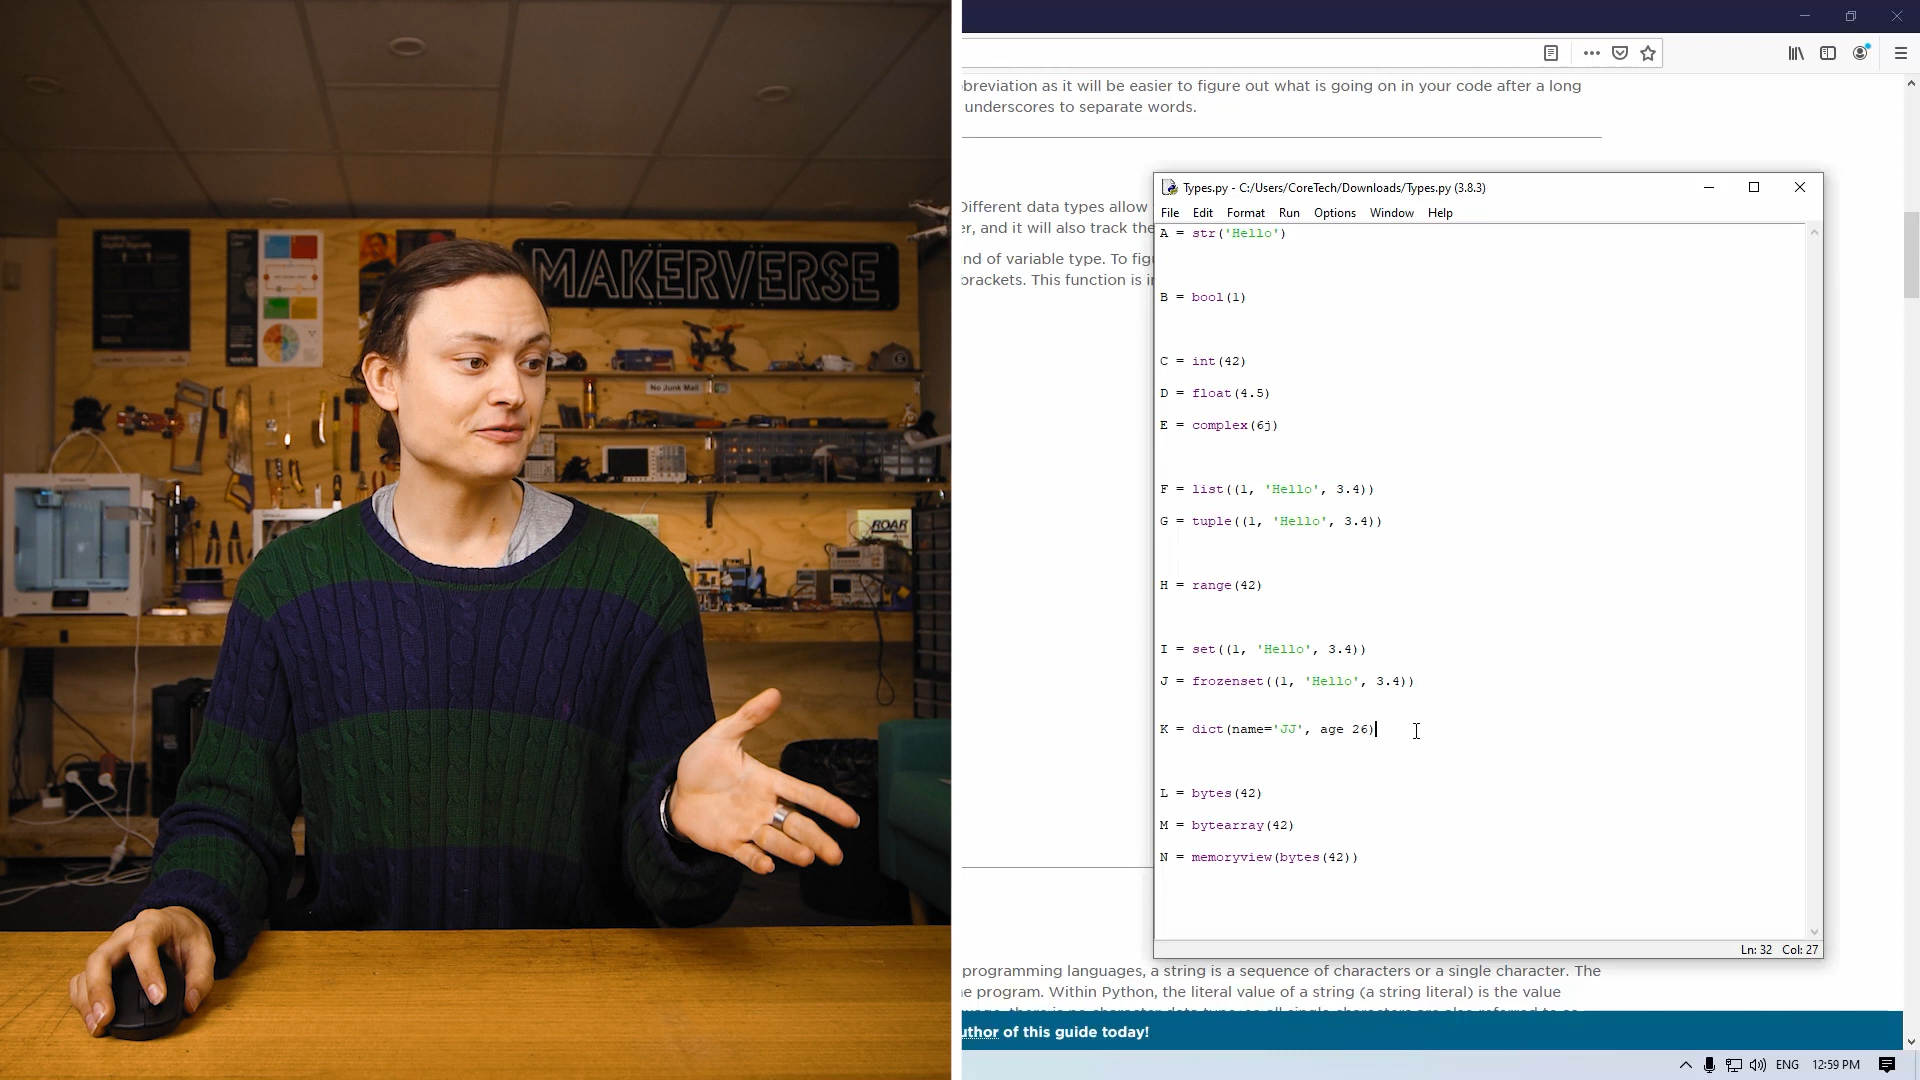 MAKERVERSE
No Junk Mail
ROAR
breviation as it will be easier to figure out what is going on in your code after a long
underscores to separate words.
Different data types allow
er, and it will also track the
nd of variable type. To fig
brackets. This function is i
Types.py - C:/Users/CoreTech/Downloads/Types.py (3.8.3)
File Edit Format Run Options Window Help
A = str('Hello')
B = bool(1)
C = int(42)
D = float(4.5)
E = complex(6j)
F = list((1, 'Hello', 3.4))
G = tuple((1, 'Hello', 3.4))
H = range(42)
I = set((1, 'Hello', 3.4))
J = frozenset((1, 'Hello', 3.4))
K = dict(name='JJ', age 26)
L = bytes(42)
M = bytearray(42)
N = memoryview(bytes(42))
Ln: 32 Col: 27
programming languages, a string is a sequence of characters or a single character. The
e program. Within Python, the literal value of a string (a string literal) is the value
uthor of this guide today!
ENG 12:59 PM